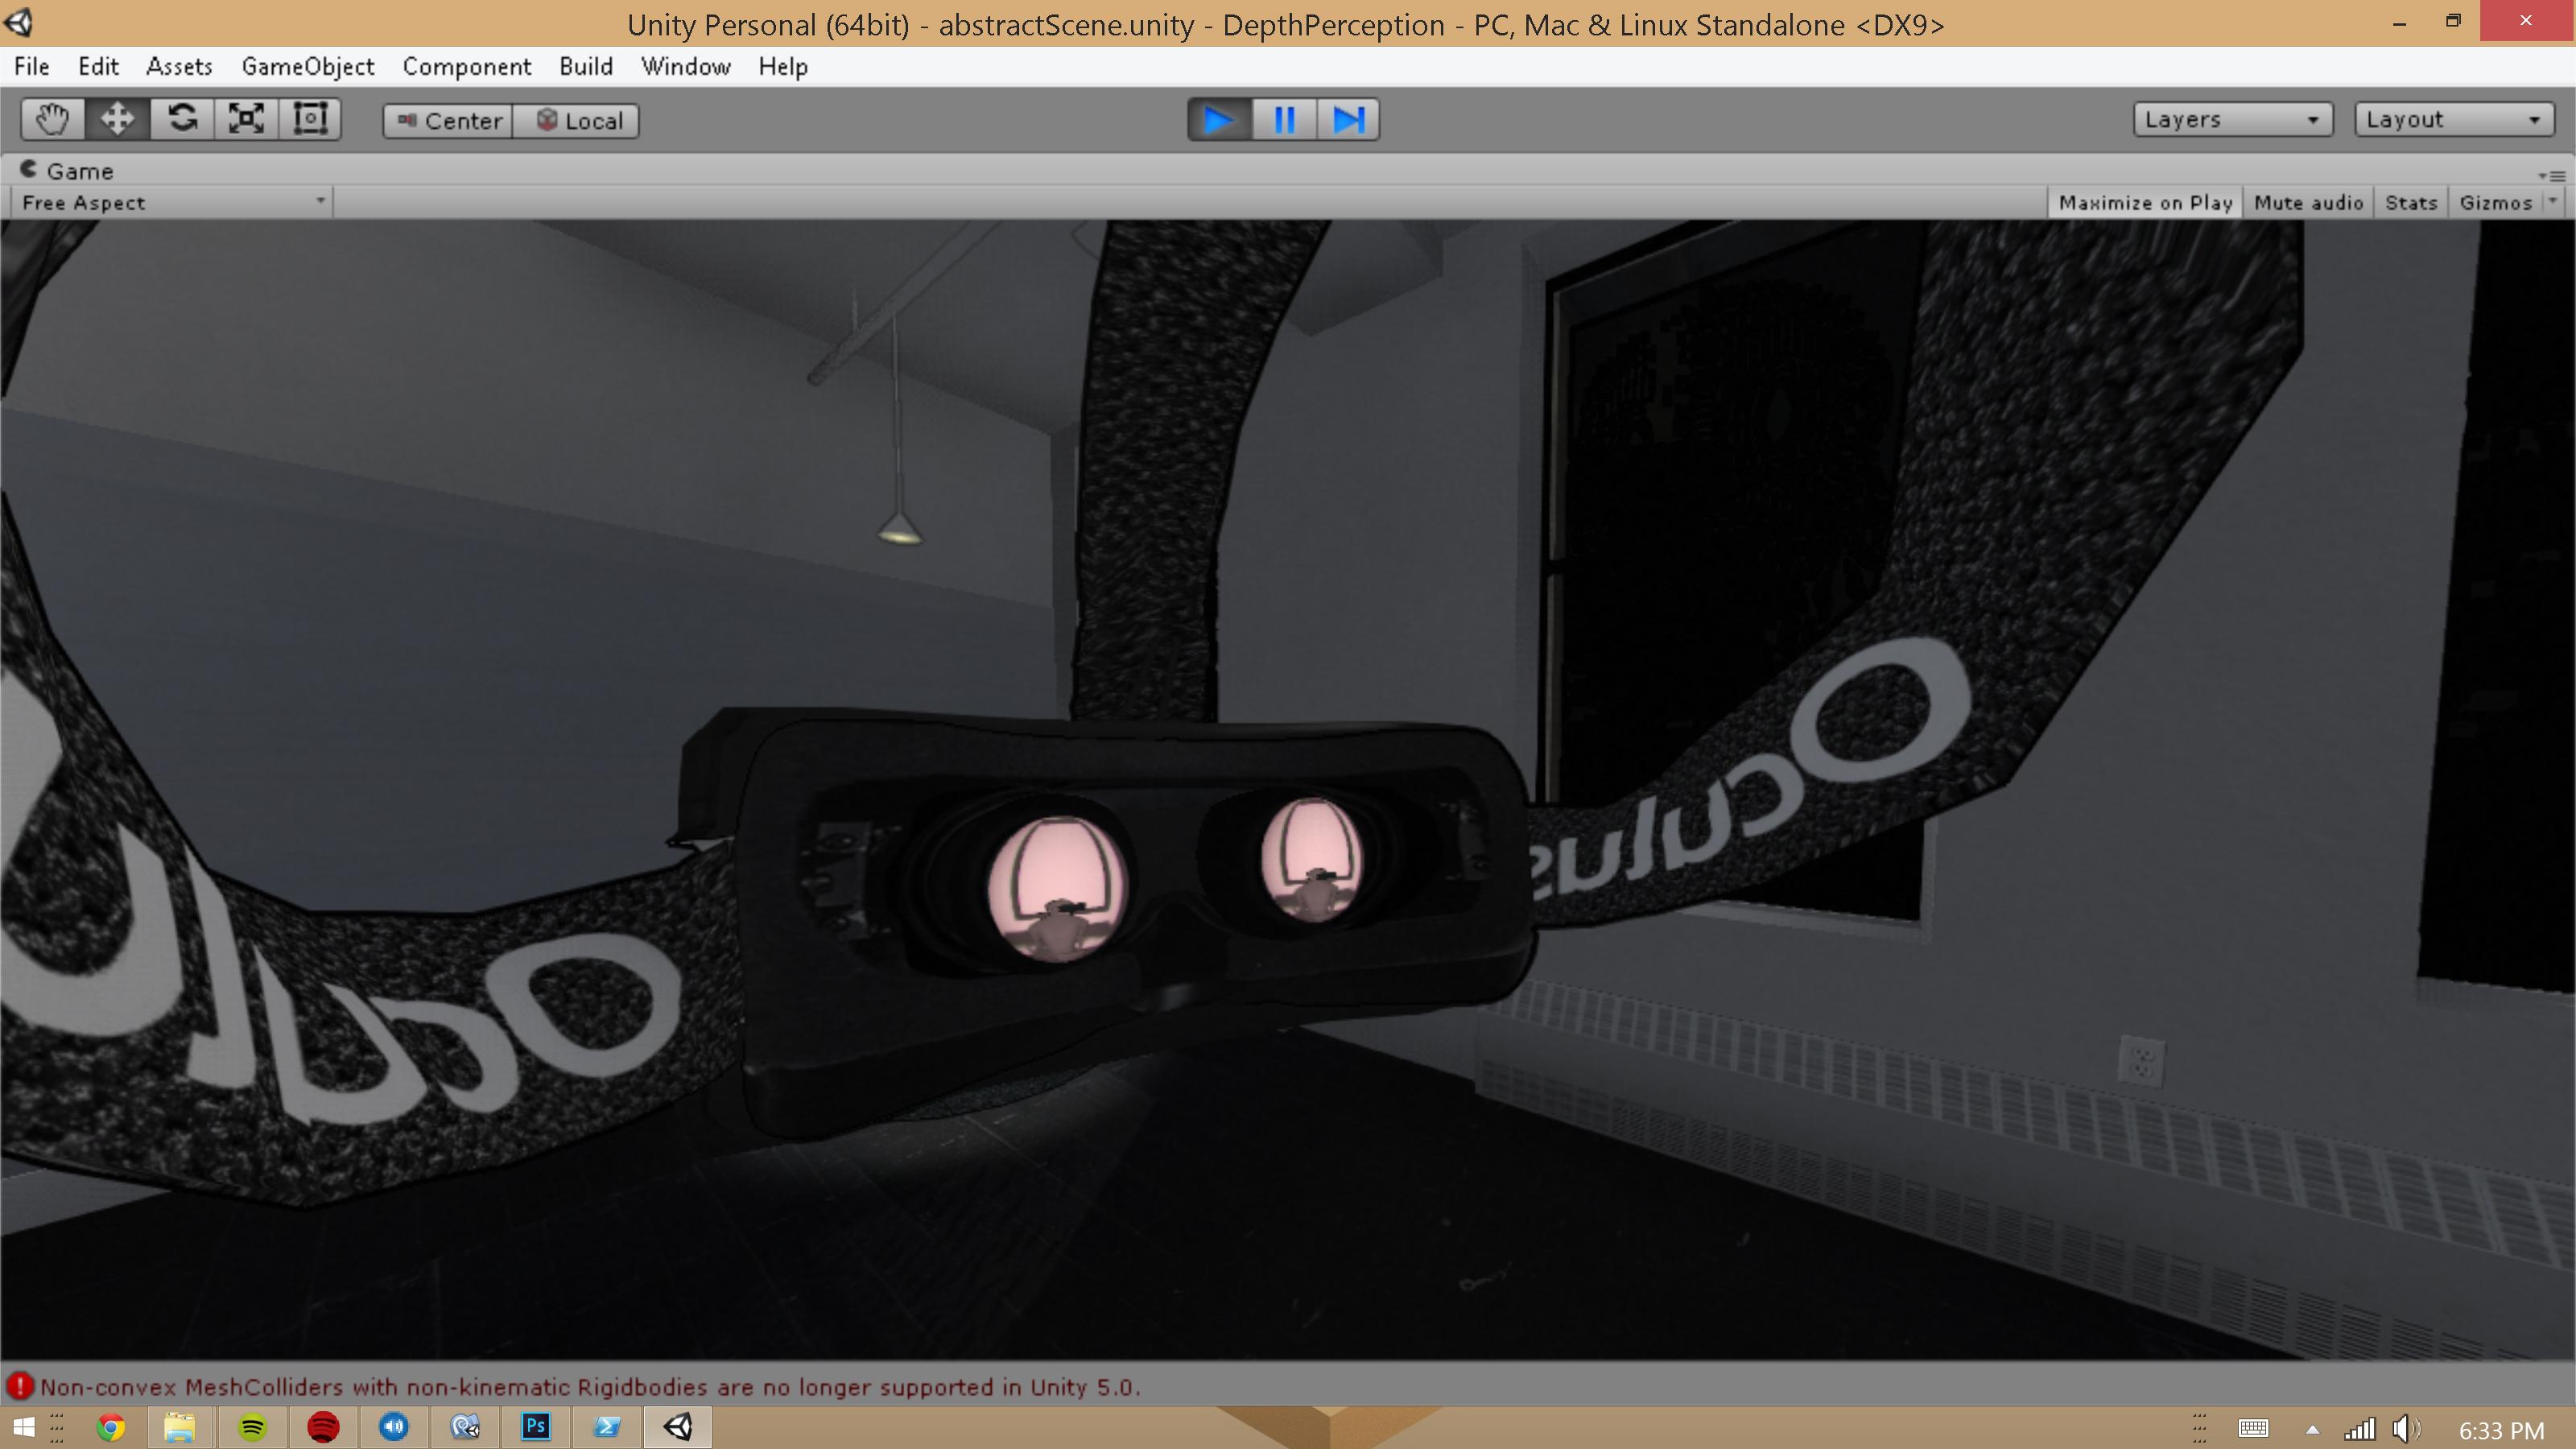 Unity Personal (64bit) - abstractScene.unity - DepthPerception - PC, Mac & Linux Standalone <DX9>
File Edit Assets GameObject Component Build Window Help
Center Local Layers Layout
Game
Free Aspect Maximize on Play Mute audio Stats Gizmos
Oculus
Ocul
Non-convex MeshColliders with non-kinematic Rigidbodies are no longer supported in Unity 5.0.
Ps
6:33 PM